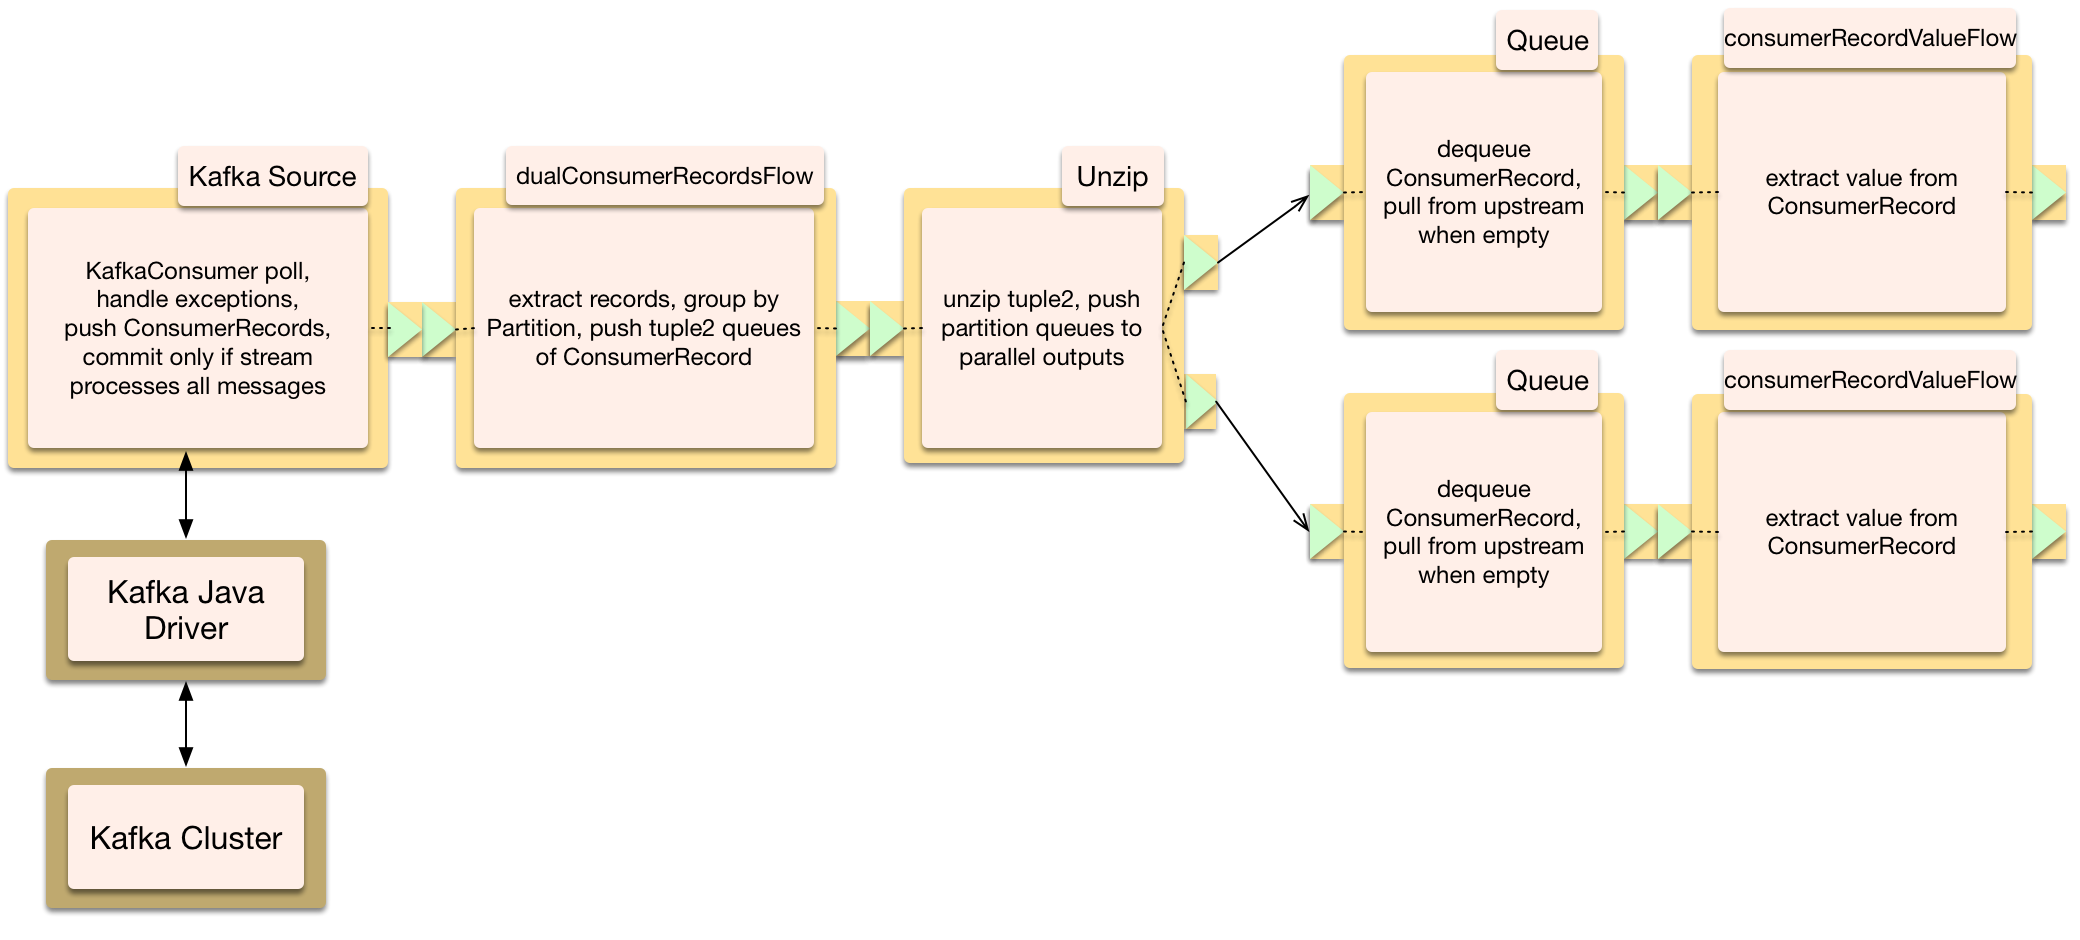 Kafka Source
KafkaConsumer poll,
handle exceptions,
push ConsumerRecords,
commit only if stream
processes all messages
dualConsumerRecordsFlow
extract records, group by
Partition, push tuple2 queues
of ConsumerRecord
Unzip
unzip tuple2, push
partition queues to
parallel outputs
Queue
dequeue
ConsumerRecord,
pull from upstream
when empty
consumerRecordValueFlow
extract value from
ConsumerRecord
Queue
dequeue
ConsumerRecord,
pull from upstream
when empty
consumerRecordValueFlow
extract value from
ConsumerRecord
Kafka Java
Driver
Kafka Cluster